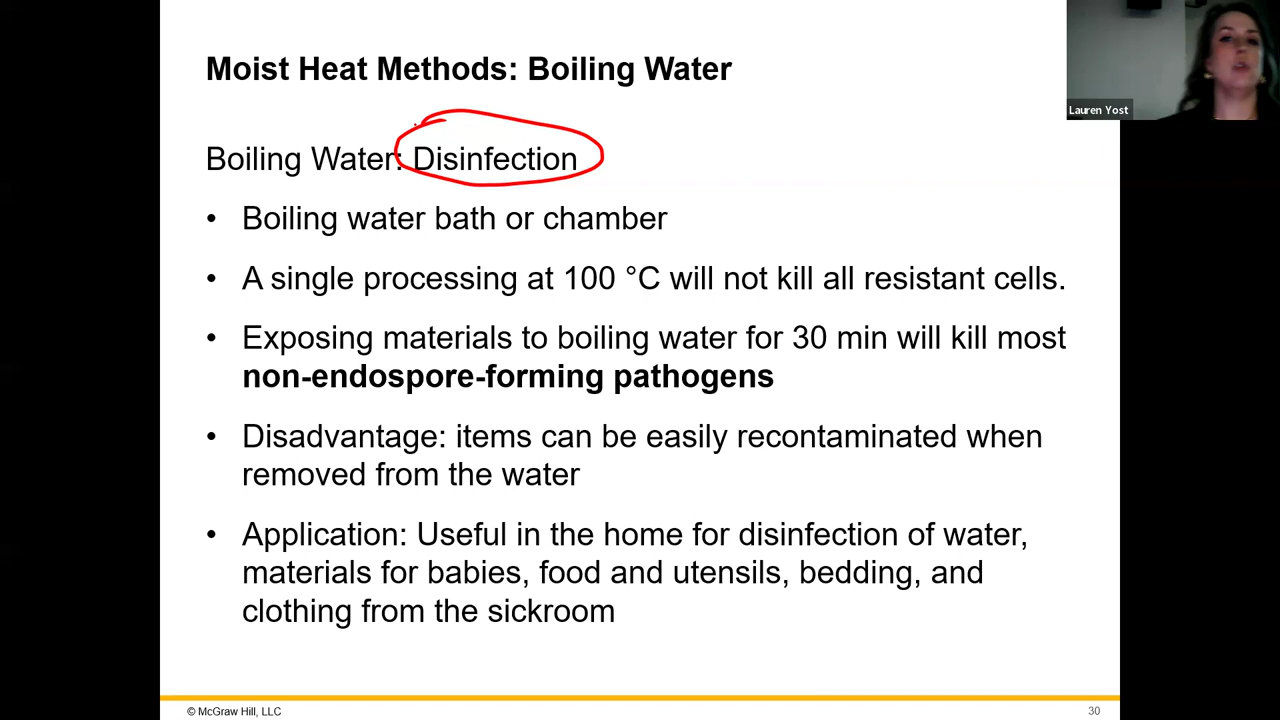 Moist Heat Methods: Boiling Water
Lauren Yost
Boiling Water: Disinfection
• Boiling water bath or chamber
• A single processing at 100 °C will not kill all resistant cells.
• Exposing materials to boiling water for 30 min will kill most
non-endospore-forming pathogens
• Disadvantage: items can be easily recontaminated when
removed from the water
• Application: Useful in the home for disinfection of water,
materials for babies, food and utensils, bedding, and
clothing from the sickroom
© McGraw Hill, LLC
30